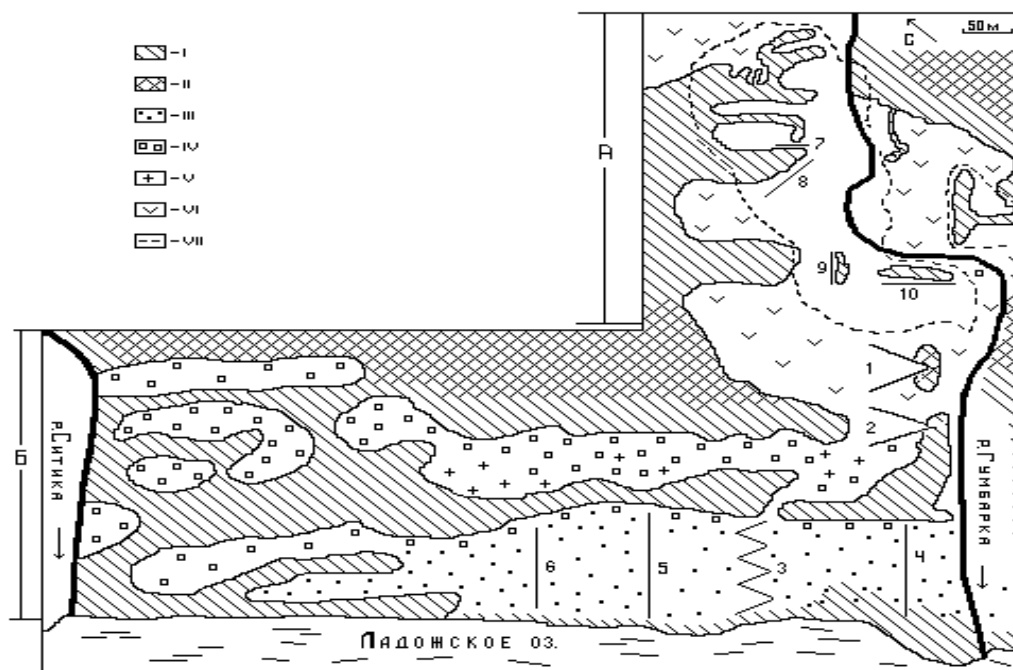 - I
- II
- III
- IV
- V
- VI
- VII
А
С
50 м
7
8
9
10
1
2
Б
р.Ситика
р.Гумбарка
6
5
3
4
Ладожское оз.